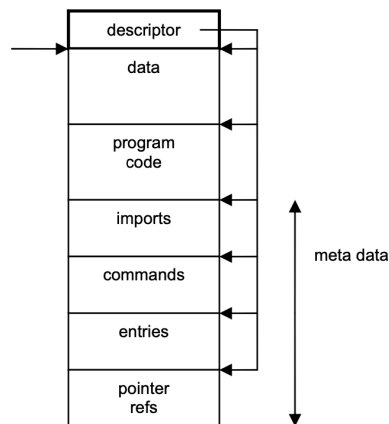 descriptor
data
program
code
imports
meta data
commands
entries
pointer
refs